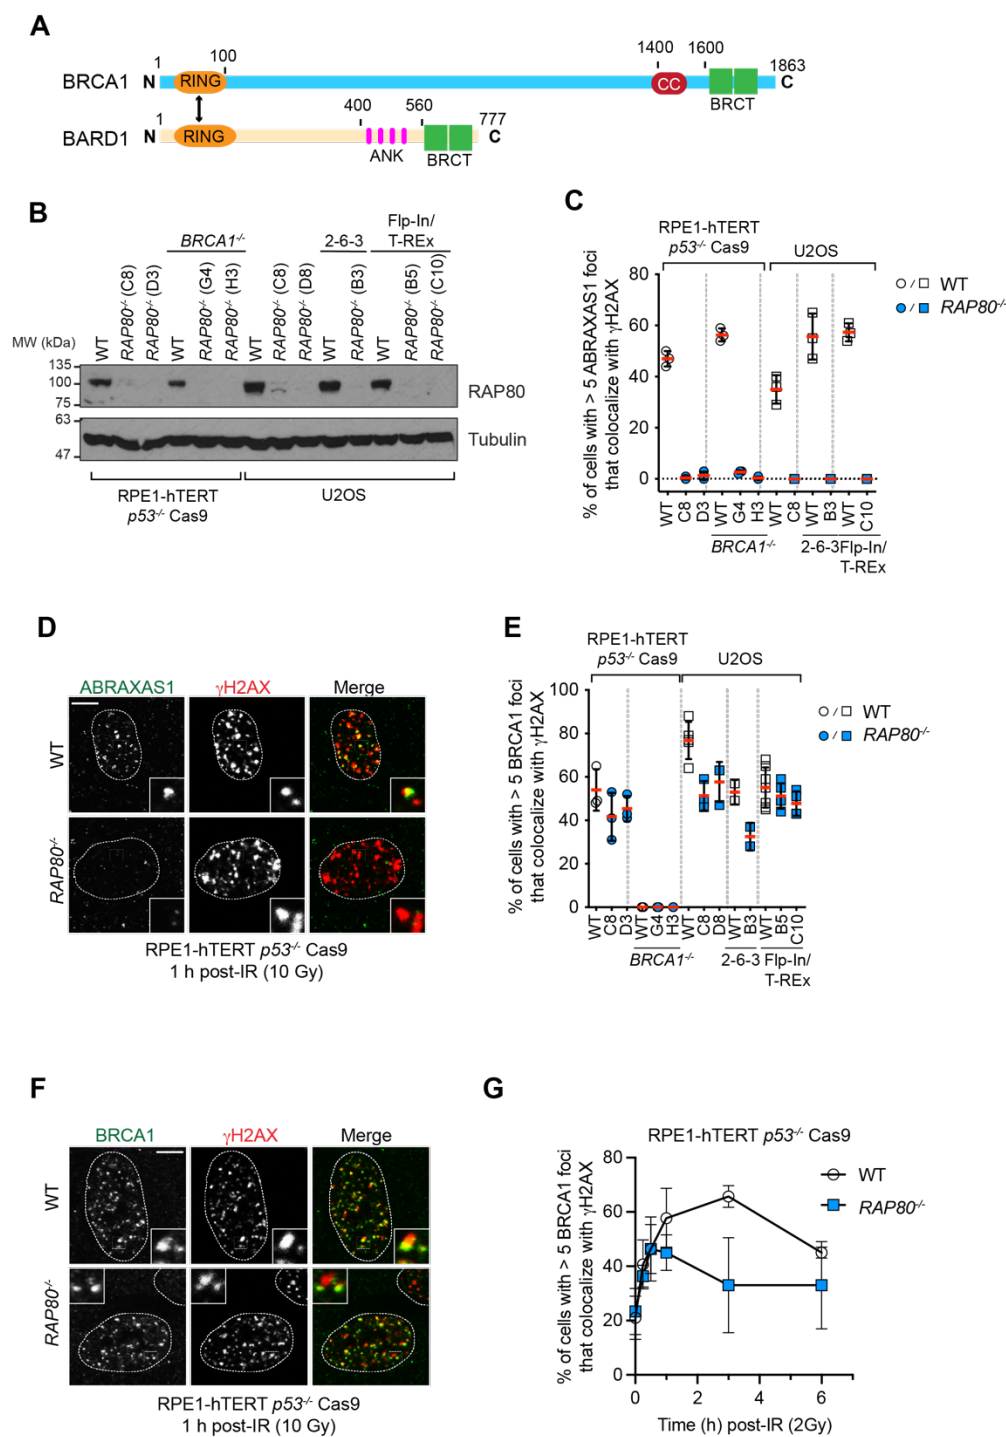 A
1 100 1400 1600 1863
BRCA1 N RING CC C
BRCT
1 400 560 777
BARD1 N RING C
ANK BRCT
B
BRCA1-/-
2-6-3
Flp-In/
T-REx
MW (kDa)
WT
RAP80-/- (C8)
RAP80-/- (D3)
WT
RAP80-/- (G4)
RAP80-/- (H3)
WT
RAP80-/- (C8)
RAP80-/- (D8)
WT
RAP80-/- (B3)
WT
RAP80-/- (B5)
RAP80-/- (C10)
135
100
75
RAP80
63
47
Tubulin
RPE1-hTERT
p53-/- Cas9
U2OS
C
RPE1-hTERT
p53-/- Cas9
U2OS
WT
RAP80-/-
% of cells with > 5 ABRAXAS1 foci
that colocalize with γH2AX
80
60
40
20
0
WT C8 D3 WT G4 H3 WT C8 WT B3 WT C10
BRCA1-/- 2-6-3 Flp-In/
T-REx
D
ABRAXAS1 γH2AX Merge
WT
RAP80-/-
RPE1-hTERT p53-/- Cas9
1 h post-IR (10 Gy)
E
RPE1-hTERT
p53-/- Cas9
U2OS
WT
RAP80-/-
% of cells with > 5 BRCA1 foci
that colocalize with γH2AX
100
80
60
40
20
0
WT C8 D3 WT G4 H3 WT C8 D8 WT B3 WT B5 C10
BRCA1-/- 2-6-3 Flp-In/
T-REx
F
BRCA1 γH2AX Merge
WT
RAP80-/-
RPE1-hTERT p53-/- Cas9
1 h post-IR (10 Gy)
G
RPE1-hTERT p53-/- Cas9
WT
RAP80-/-
% of cells with > 5 BRCA1 foci
that colocalize with γH2AX
80
60
40
20
0
0 2 4 6
Time (h) post-IR (2Gy)